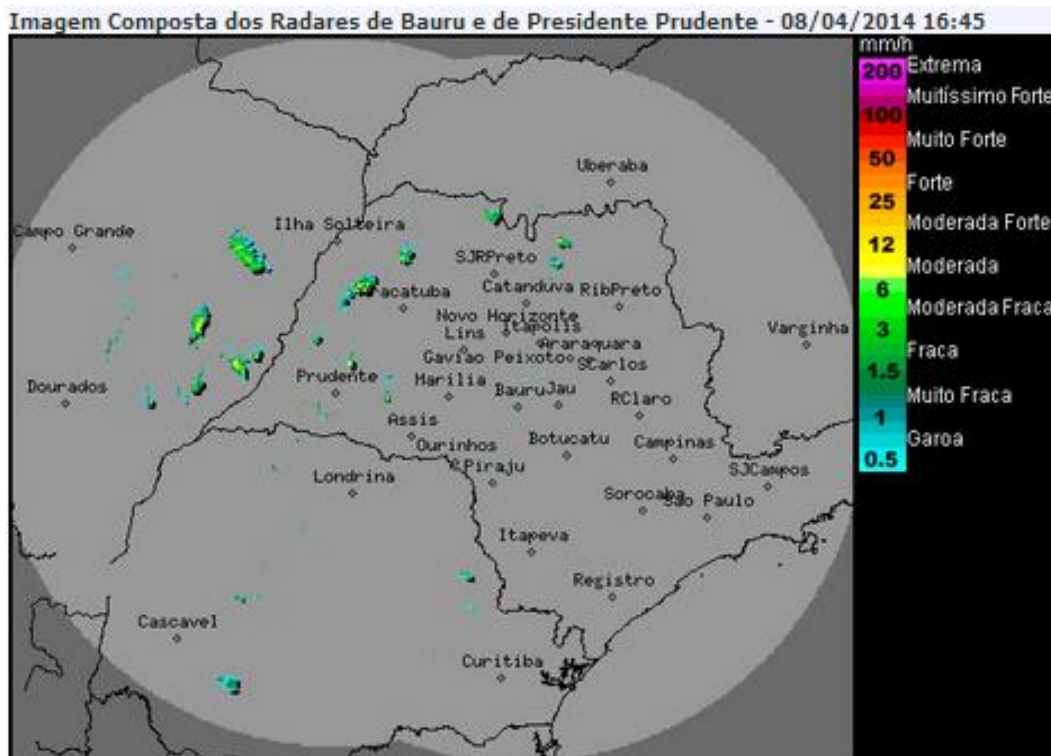 Imagem Composta dos Radares de Bauru e de Presidente Prudente - 08/04/2014 16:45
mm/h
200 Extrema
Muitíssimo Forte
100
Muito Forte
50
Forte
25
Moderada Forte
12
Moderada
6
Moderada Fraca
3
Fraca
1.5
Muito Fraca
1
Garoa
0.5
Uberaba
Campo Grande
Ilha Solteira
SJRPreto
racatuba
Catanduva
RibPreto
Novo Horizonte
Itapolis
Lins
Araraquara
Varginha
Gaviao Peixoto
SCarlos
Dourados
Prudente
Marilia
Bauru
Jau
RClaro
Assis
Ourinhos
Botucatu
Campinas
Piraju
SJCampos
Londrina
Sorocaba
São Paulo
Itapeva
Registro
Cascavel
Curitiba